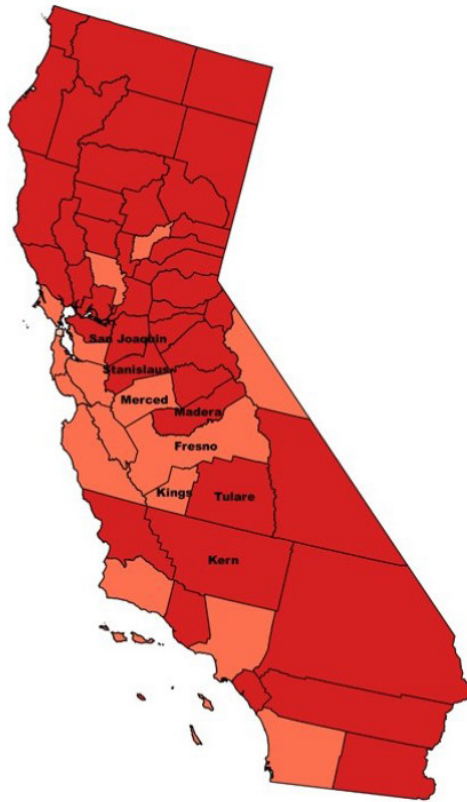 San Joaquin
Stanislaus
Merced
Madera
Fresno
Kings
Tulare
Kern